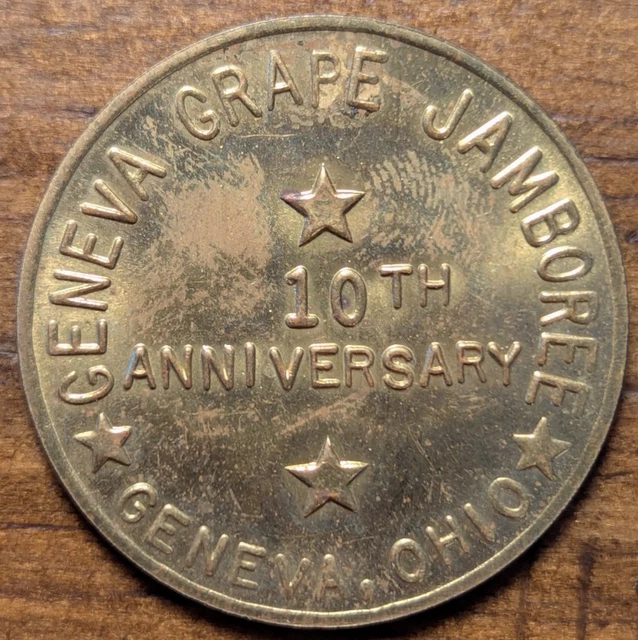 GENEVA GRAPE JAMBOREE
10TH
ANNIVERSARY
GENEVA, OHIO